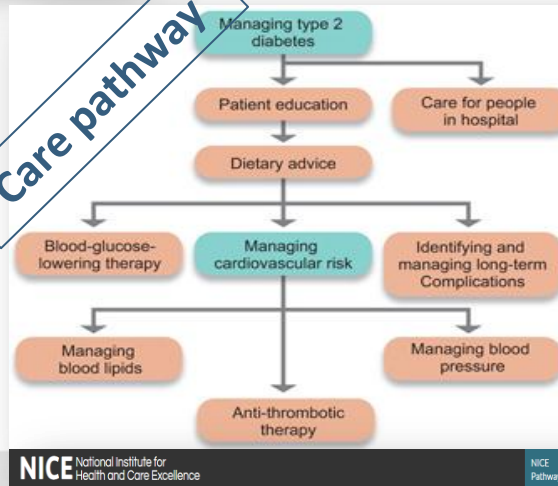 Care pathway
Managing type 2
diabetes
Patient education
Care for people
in hospital
Dietary advice
Blood-glucose-
lowering therapy
Managing
cardiovascular risk
Identifying and
managing long-term
Complications
Managing
blood lipids
Managing blood
pressure
Anti-thrombotic
therapy
NICE National Institute for
Health and Care Excellence
NICE
Pathway